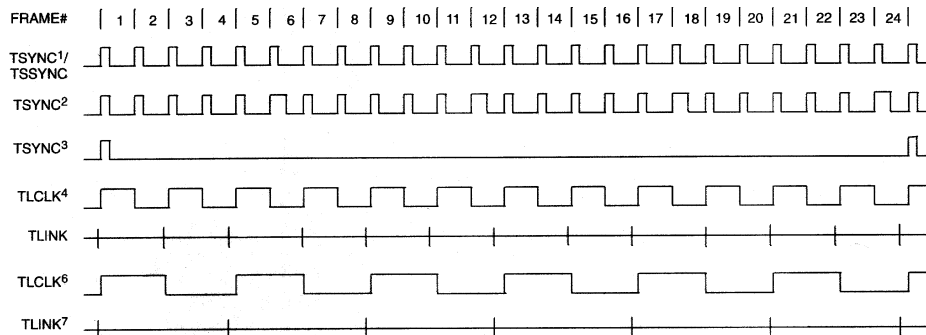 FRAME# | 1 | 2 | 3 | 4 | 5 | 6 | 7 | 8 | 9 | 10 | 11 | 12 | 13 | 14 | 15 | 16 | 17 | 18 | 19 | 20 | 21 | 22 | 23 | 24 |
TSYNC¹/
TSSYNC
TSYNC²
TSYNC³
TLCLK⁴
TLINK
TLCLK⁶
TLINK⁷